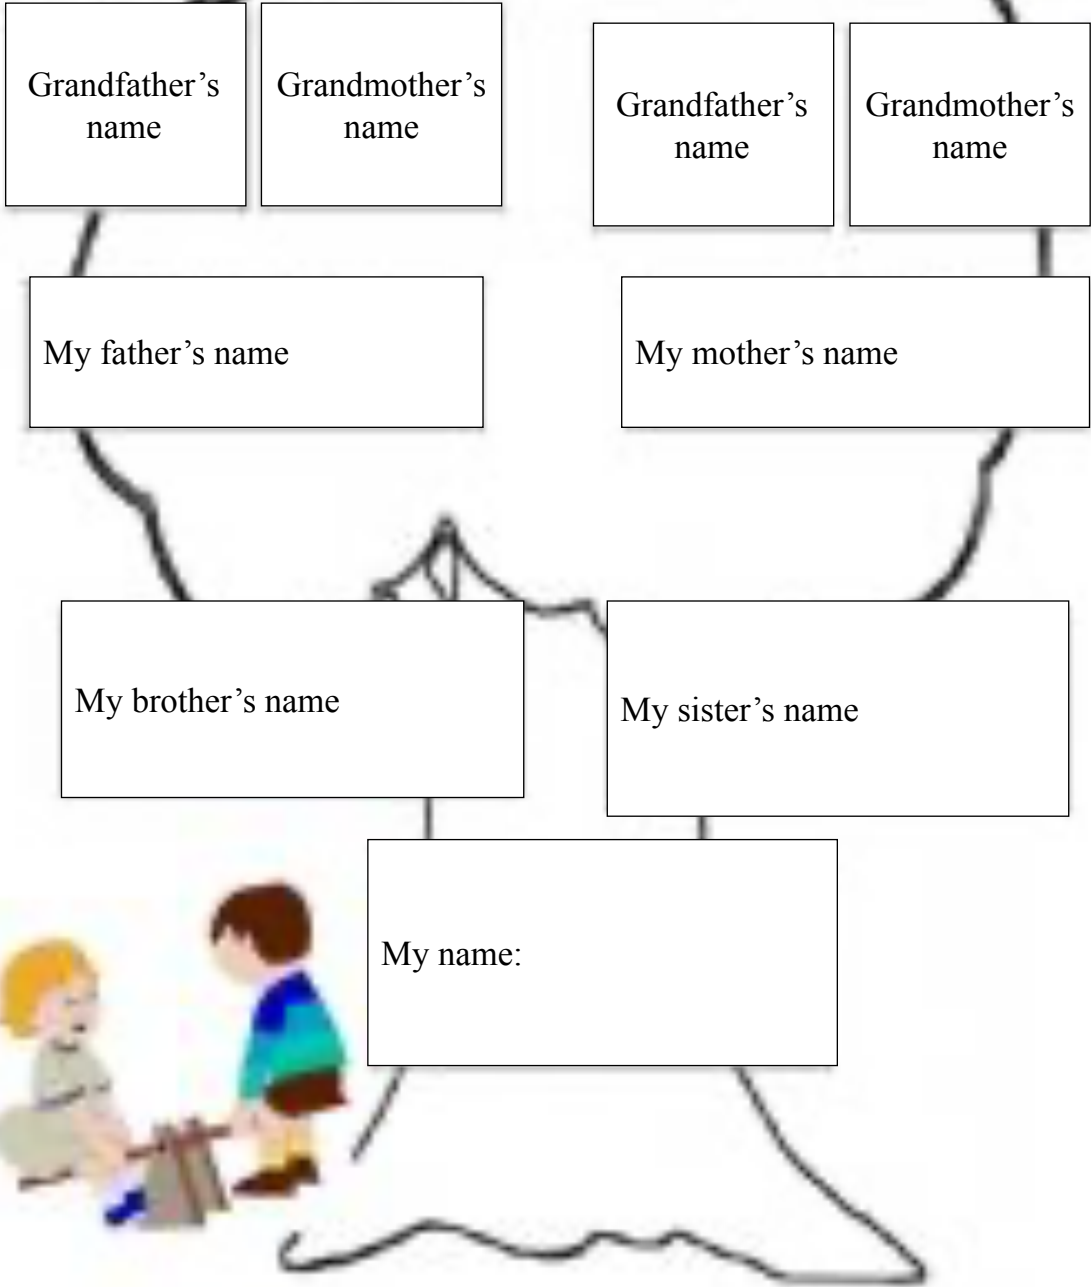 Grandfather’s
name
Grandmother’s
name
Grandfather’s
name
Grandmother’s
name
My father’s name
My mother’s name
My brother’s name
My sister’s name
My name: